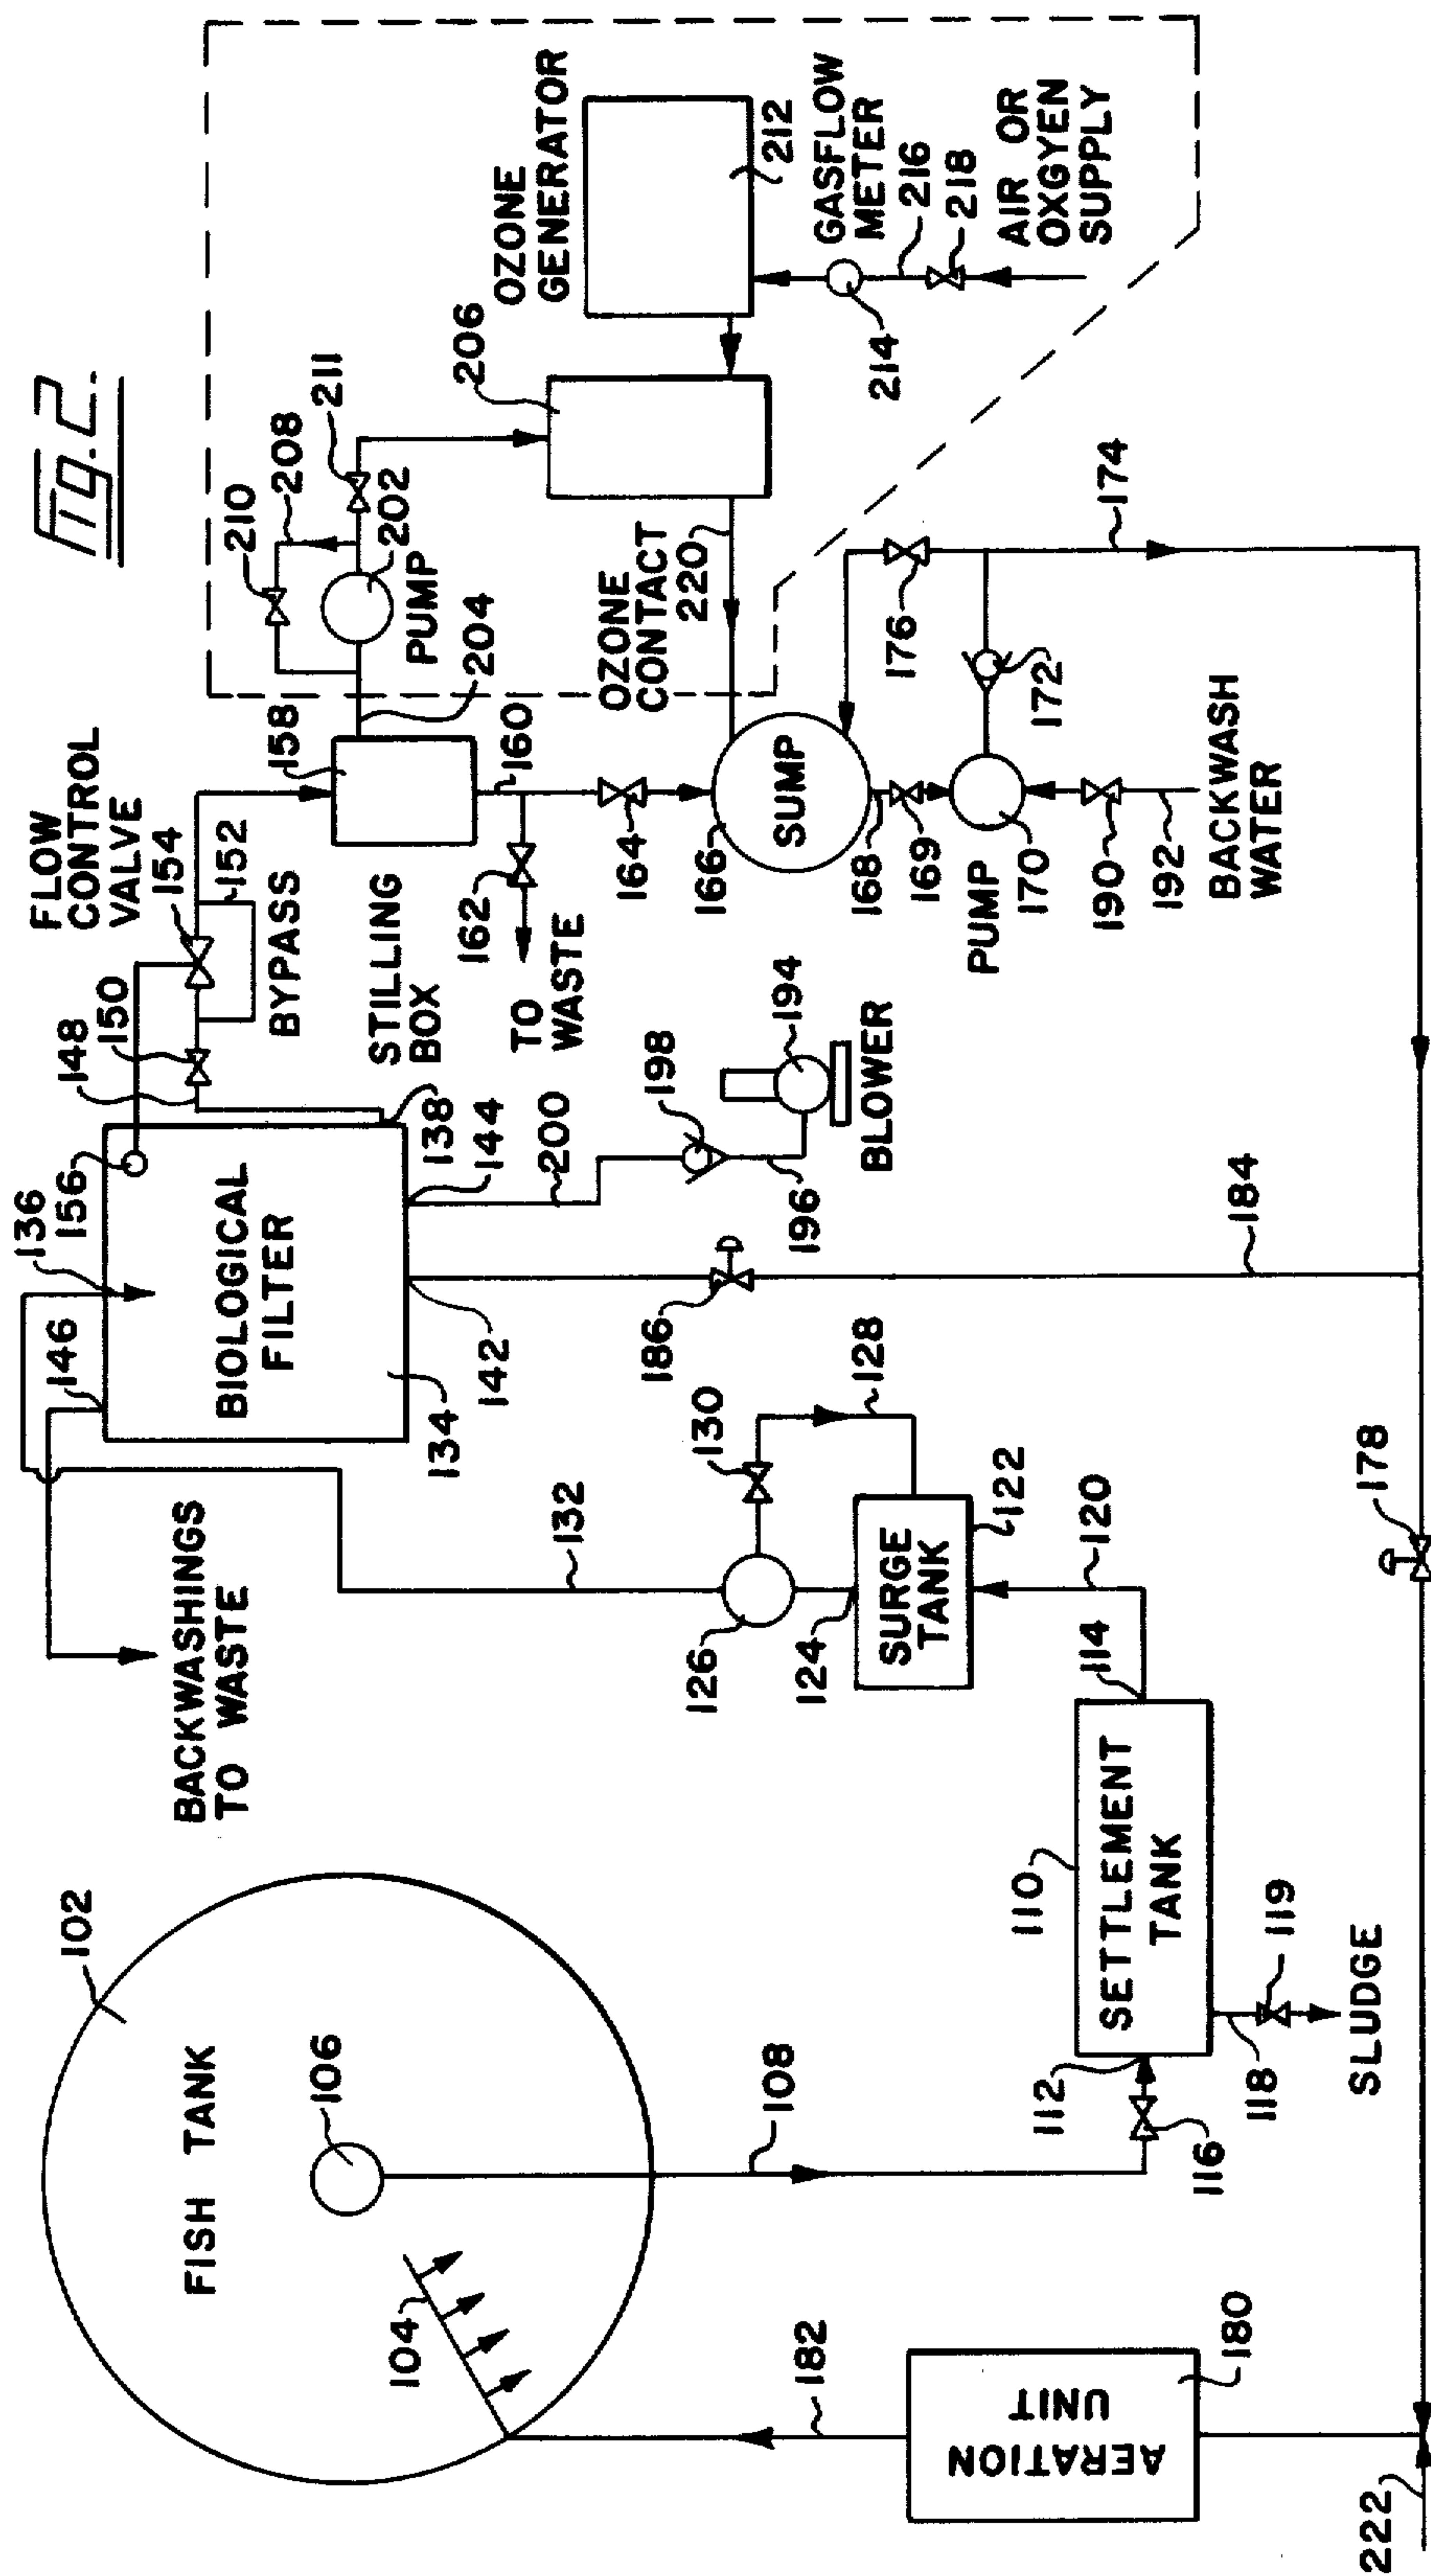 Fig. 2.
BACKWASHINGS
TO WASTE
146
136
156
148
150
FLOW
CONTROL
VALVE
154
152
BYPASS
158
STILLING
BOX
204
210
208
211
202
PUMP
206
OZONE
GENERATOR
212
GASFLOW
METER
216
218
214
AIR OR
OXGYEN
SUPPLY
OZONE
CONTACT
220
160
162
TO
WASTE
164
166
SUMP
168
169
170
PUMP
172
176
174
190
192
BACKWASH
WATER
BIOLOGICAL
FILTER
134
142
138
144
200
198
194
196
BLOWER
186
184
132
130
128
126
124
SURGE
TANK
122
120
114
178
102
FISH TANK
106
104
108
110
SETTLEMENT
TANK
112
116
118
119
SLUDGE
182
AERATION
UNIT
180
222